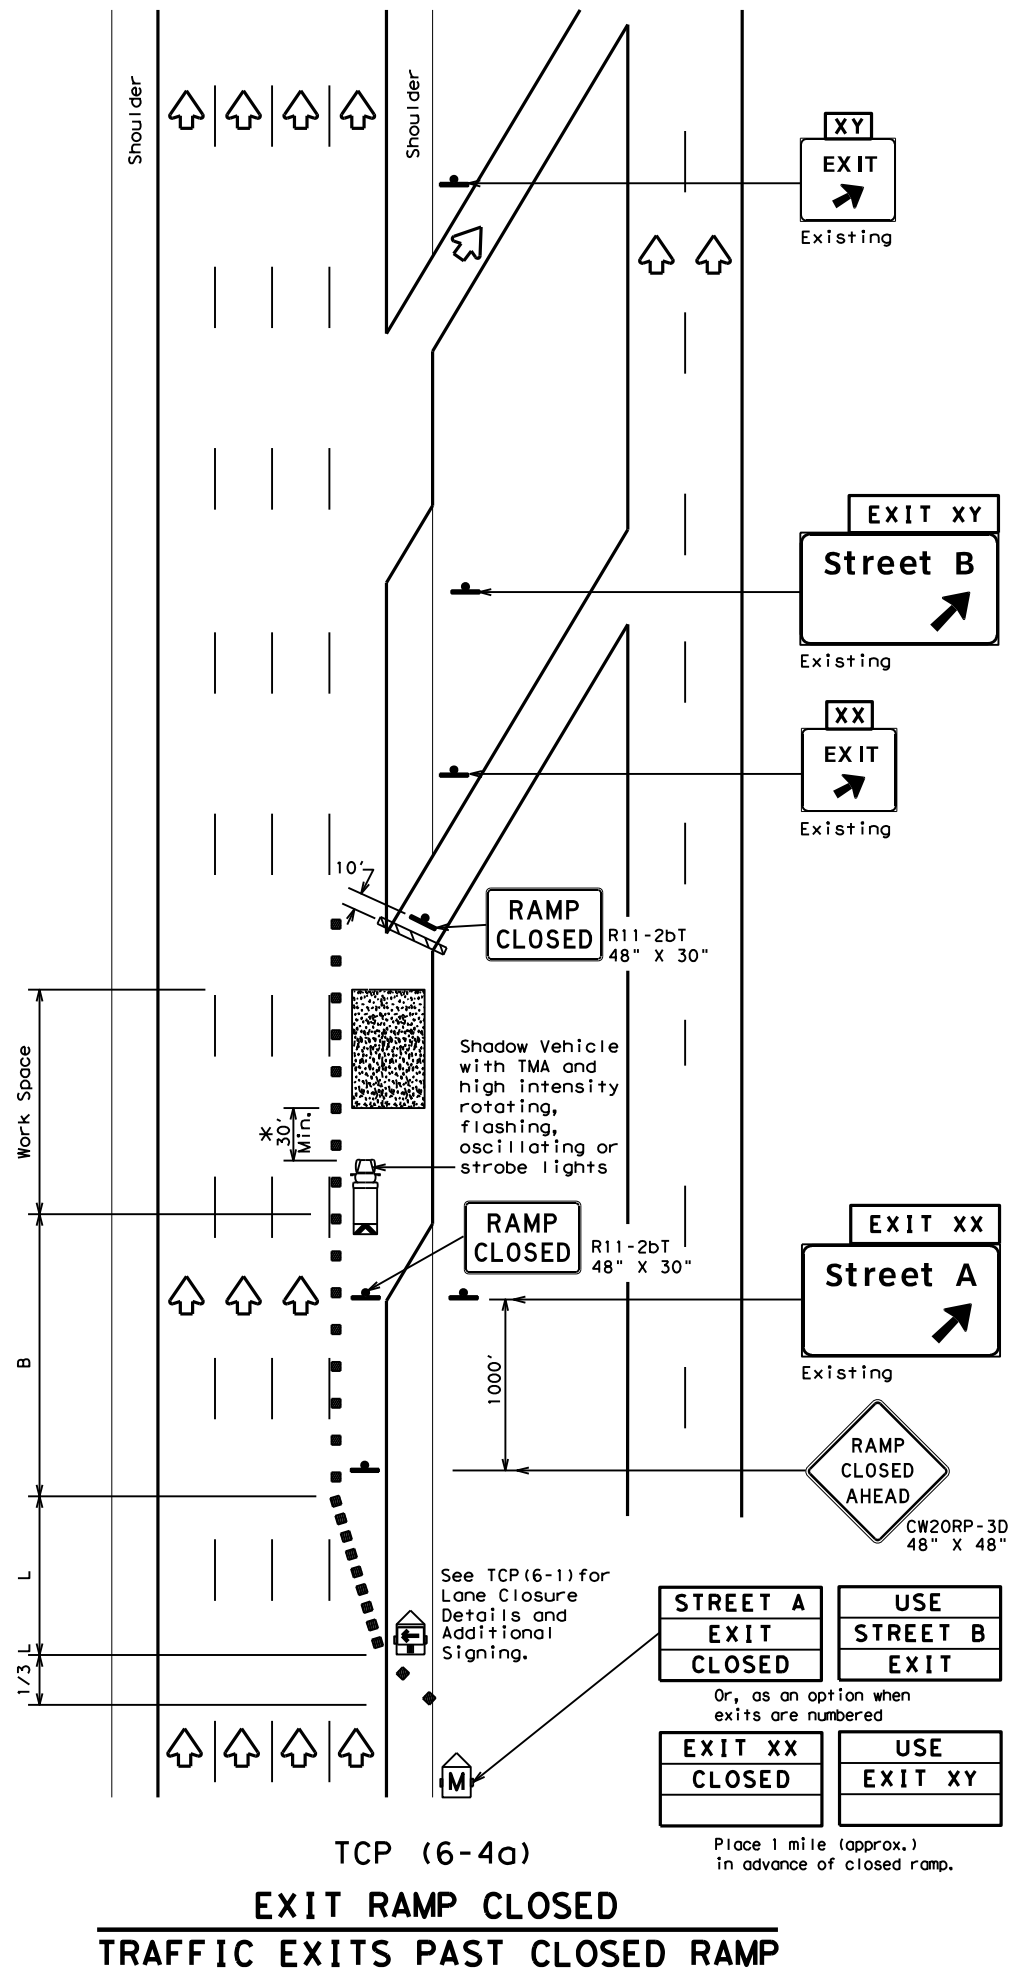 Shoulder
Shoulder
XY
EXIT
Existing
EXIT XY
Street B
Existing
XX
EXIT
Existing
10'
RAMP
CLOSED
R11-2bT
48" X 30"
Work Space
*
30'
Min.
Shadow Vehicle
with TMA and
high intensity
rotating,
flashing,
oscillating or
strobe lights
RAMP
CLOSED
R11-2bT
48" X 30"
EXIT XX
Street A
Existing
B
1000'
RAMP
CLOSED
AHEAD
CW20RP-3D
48" X 48"
L
1/3 L
See TCP(6-1)for
Lane Closure
Details and
Additional
Signing.
STREET A
EXIT
CLOSED
USE
STREET B
EXIT
Or, as an option when
exits are numbered
EXIT XX
CLOSED
USE
EXIT XY
M
Place 1 mile (approx.)
in advance of closed ramp.
TCP (6-4a)
EXIT RAMP CLOSED
TRAFFIC EXITS PAST CLOSED RAMP